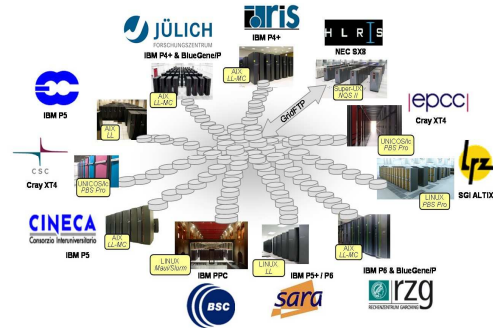 JÜLICH
FORSCHUNGSZENTRUM
IBM P4+ & BlueGene/P
AIX
LL-MC
IBM P4+
AIX
LL-MC
HLRIS
NEC SX8
Super-UX
NQS II
GridFTP
IBM P5
AIX
LL
|epcc|
Cray XT4
UNICOS/lc
PBS Pro
CSC
Cray XT4
UNICOS/lc
PBS Pro
lrz
SGI ALTIX
LINUX
PBS Pro
CINECA
Consorzio Interuniversitario
IBM P5
AIX
LL-MC
LINUX
Maui/Slurm
IBM PPC
BSC
LINUX
LL
IBM P5+ / P6
sara
AIX
LL-MC
IBM P6 & BlueGene/P
rzg
RECHENZENTRUM GARCHING